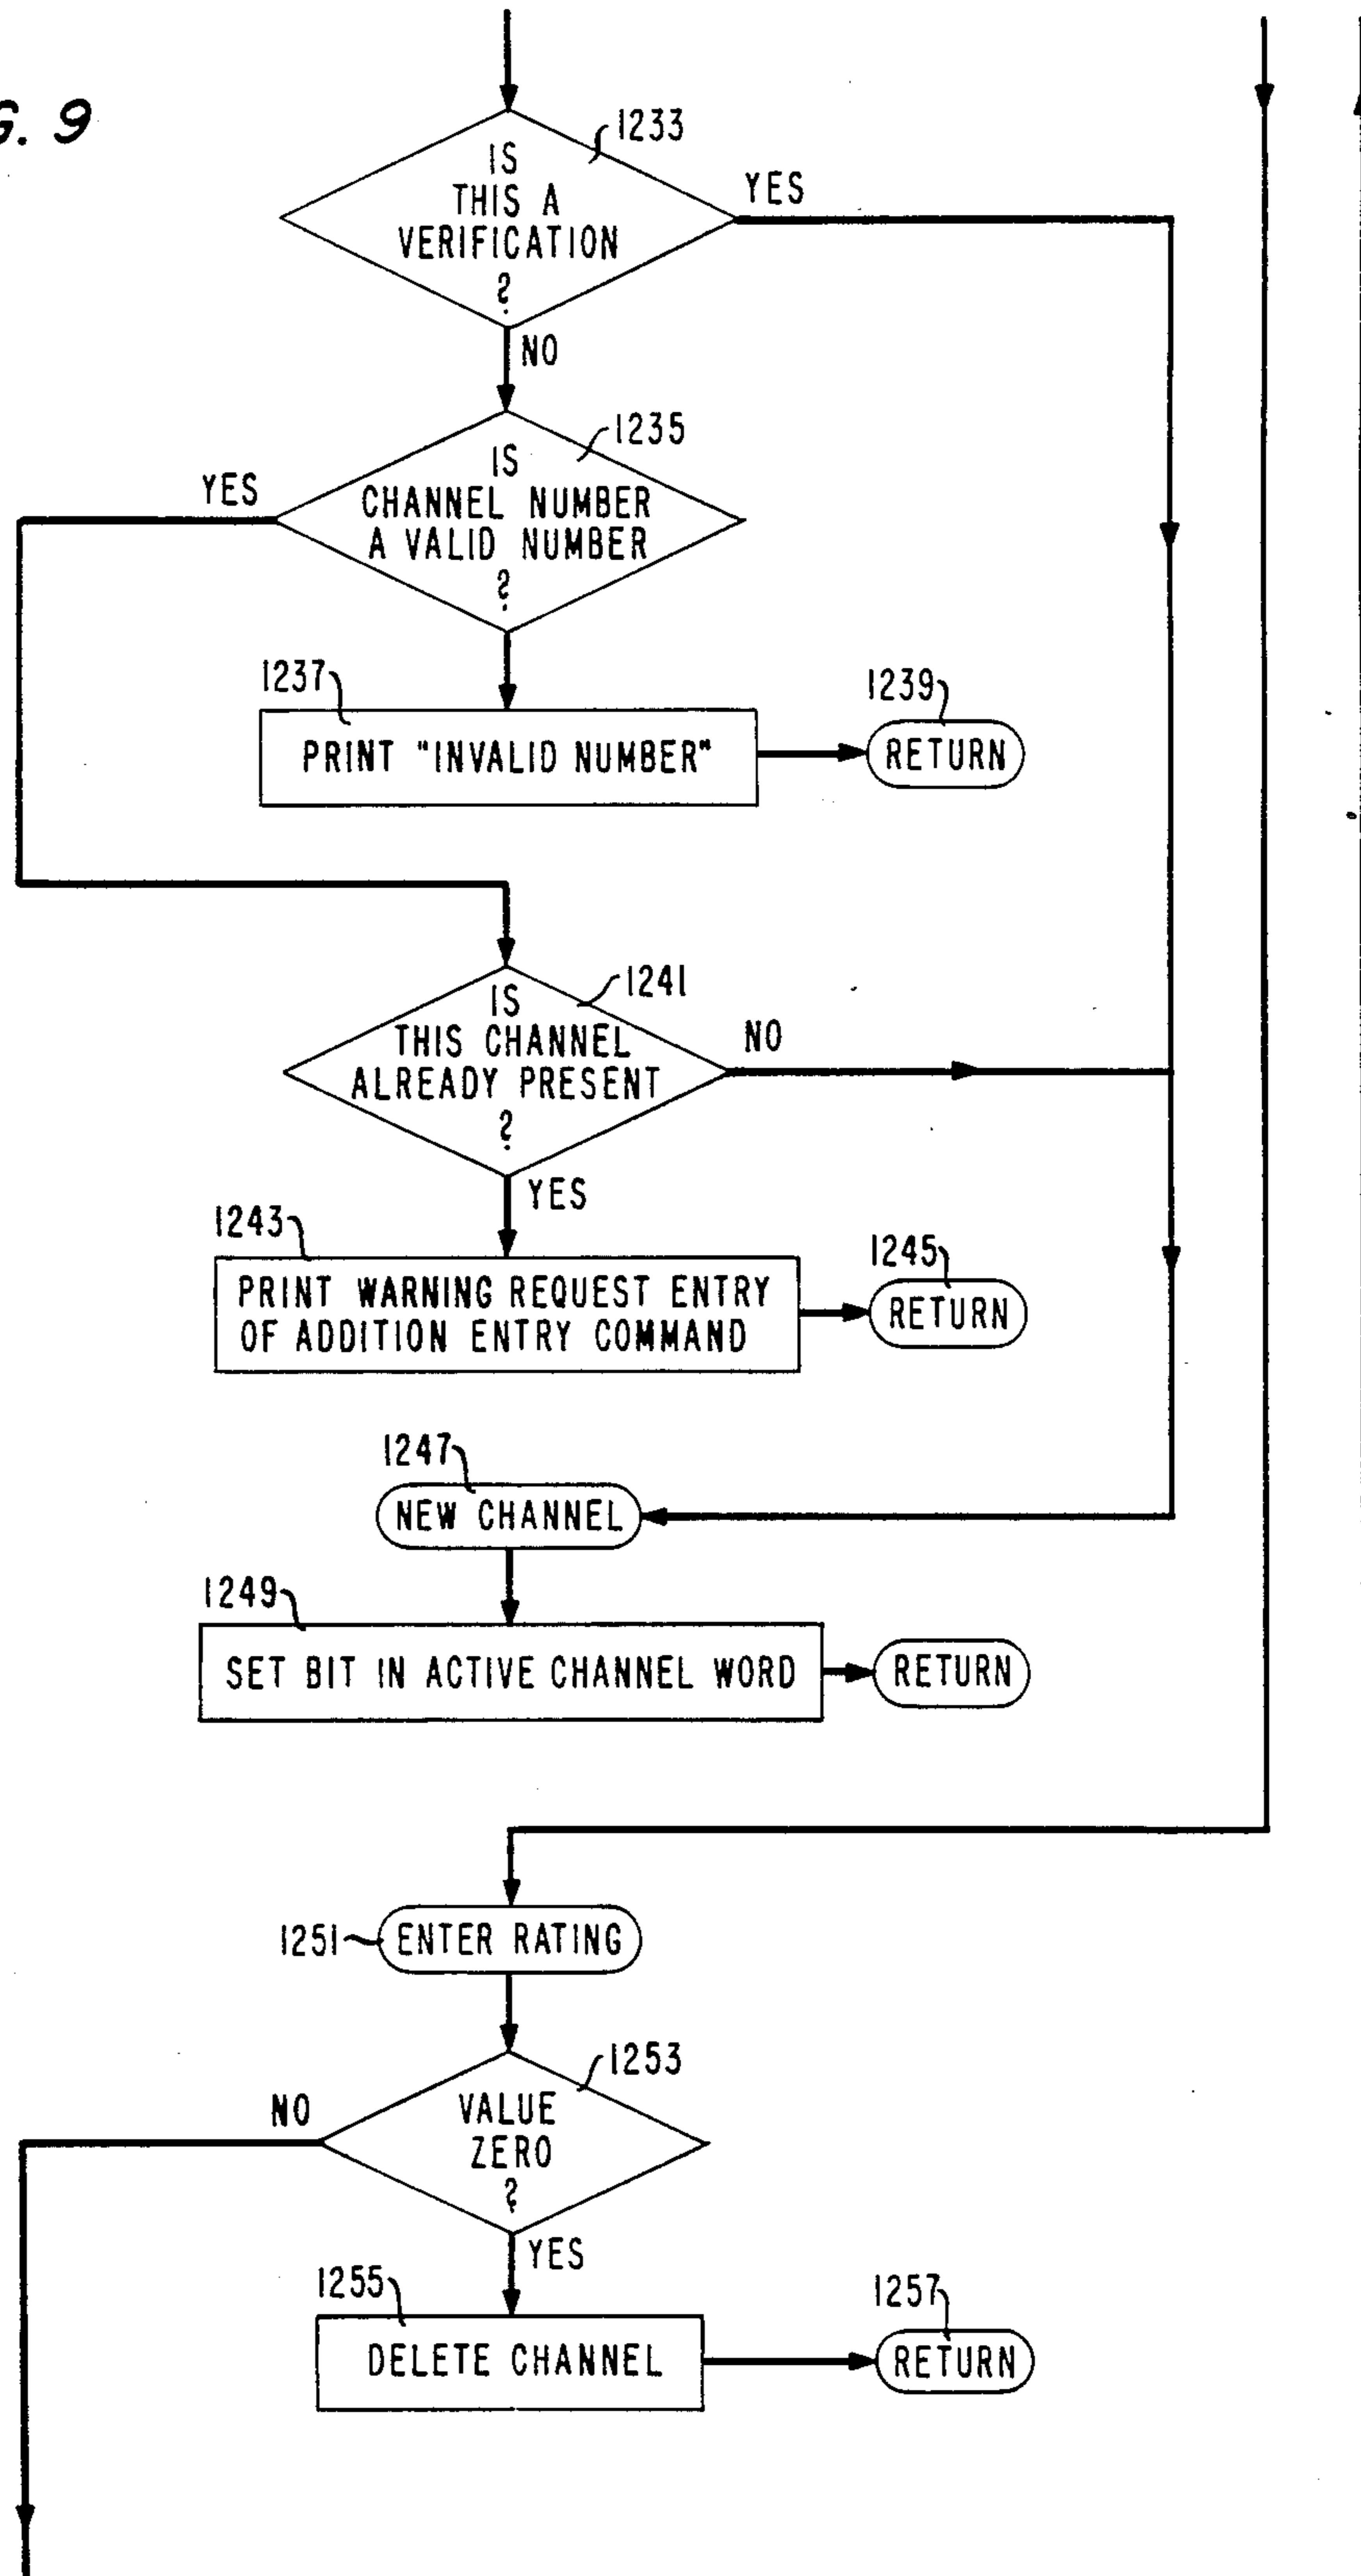 G. 9
1233
IS
THIS A
VERIFICATION
?
YES
NO
1235
IS
CHANNEL NUMBER
A VALID NUMBER
?
YES
1237
PRINT "INVALID NUMBER"
1239
RETURN
1241
IS
THIS CHANNEL
ALREADY PRESENT
?
NO
YES
1243
PRINT WARNING REQUEST ENTRY
OF ADDITION ENTRY COMMAND
1245
RETURN
1247
NEW CHANNEL
1249
SET BIT IN ACTIVE CHANNEL WORD
RETURN
1251
ENTER RATING
1253
VALUE
ZERO
?
NO
YES
1255
DELETE CHANNEL
1257
RETURN